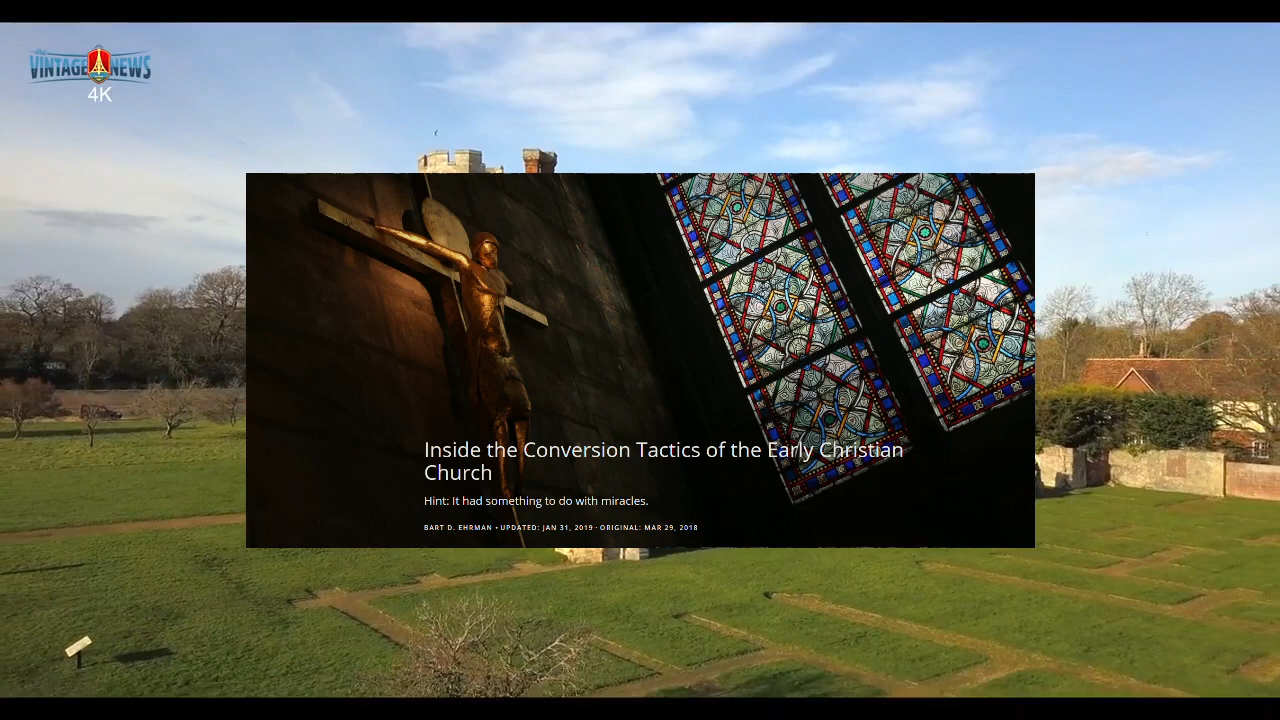 the
VINTAGE NEWS
4K
Inside the Conversion Tactics of the Early Christian
Church
Hint: It had something to do with miracles.
BART D. EHRMAN • UPDATED: JAN 31, 2019 · ORIGINAL: MAR 29, 2018